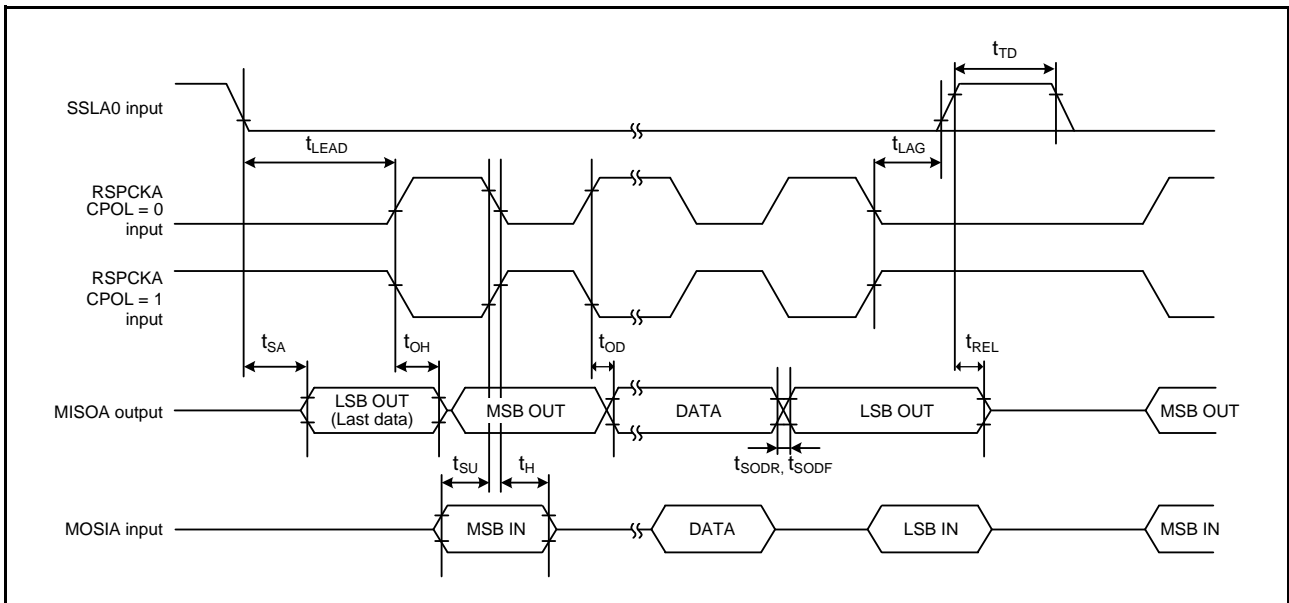 tTD
SSLA0 input
tLEAD
tLAG
RSPCKA
CPOL = 0
input
RSPCKA
CPOL = 1
input
tSA
tOH
tOD
tREL
MISOA output
LSB OUT
(Last data)
MSB OUT
DATA
LSB OUT
MSB OUT
tSU
tH
tSODR, tSODF
MOSIA input
MSB IN
DATA
LSB IN
MSB IN